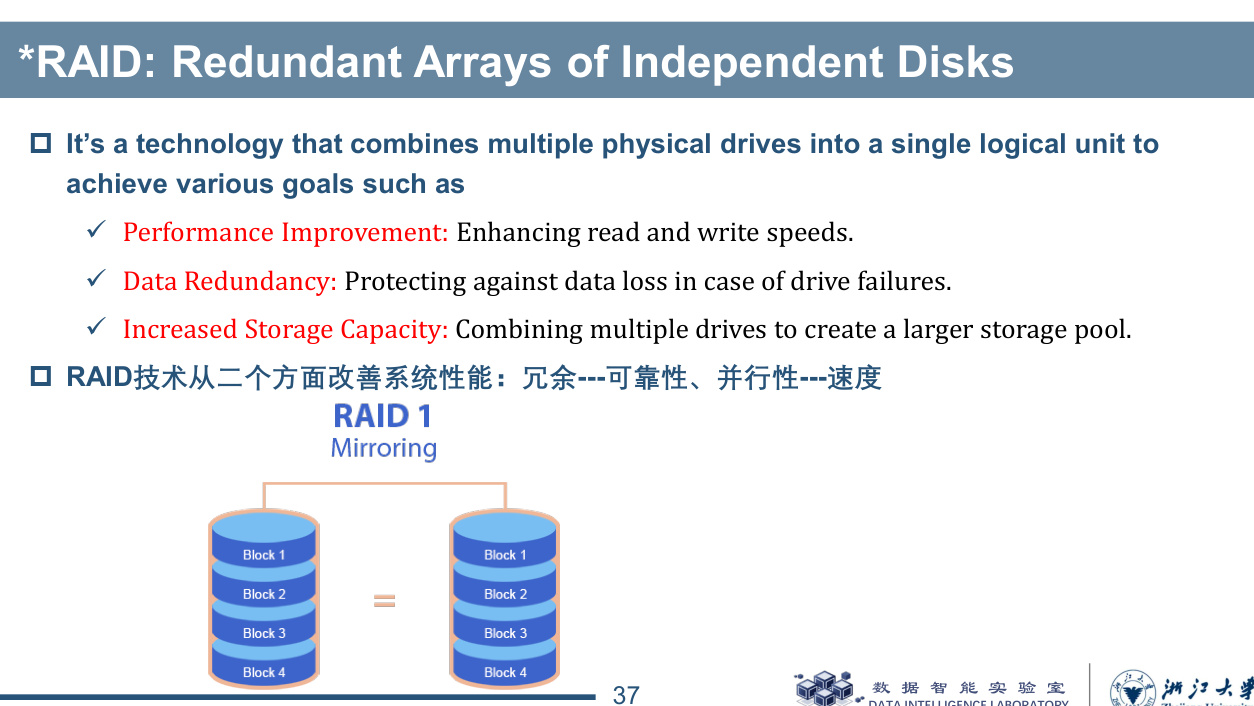 *RAID: Redundant Arrays of Independent Disks
It’s a technology that combines multiple physical drives into a single logical unit to
achieve various goals such as
Performance Improvement: Enhancing read and write speeds.
Data Redundancy: Protecting against data loss in case of drive failures.
Increased Storage Capacity: Combining multiple drives to create a larger storage pool.
RAID技术从二个方面改善系统性能：冗余---可靠性、并行性---速度
RAID 1
Mirroring
Block 1 Block 1
Block 2 Block 2
=
Block 3 Block 3
Block 4 Block 4
37
数据智能实验室
DATA INTELLIGENCE LABORATORY
浙江大学